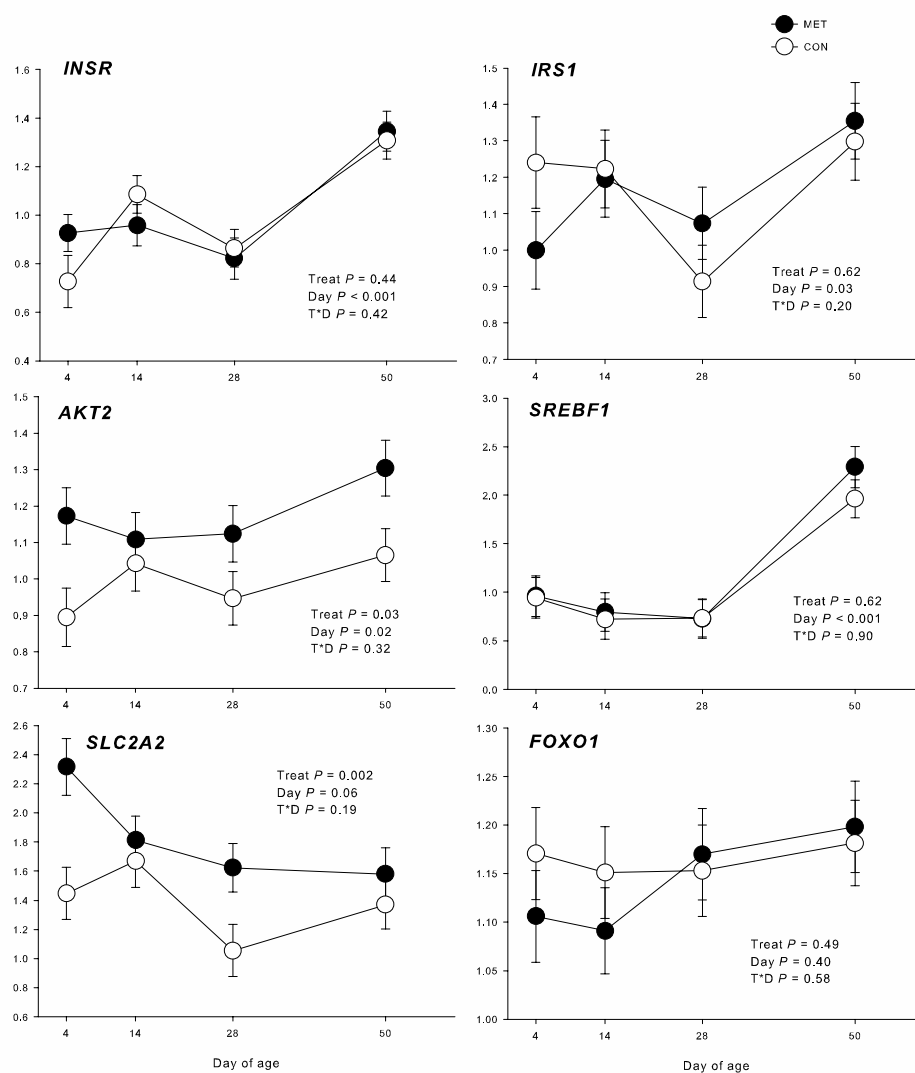 MET
CON
INSR
1.6
1.4
1.2
1.0
0.8
0.6
0.4
Treat P = 0.44
Day P < 0.001
T*D P = 0.42
4
14
28
50
IRS1
1.5
1.4
1.3
1.2
1.1
1.0
0.9
0.8
0.7
Treat P = 0.62
Day P = 0.03
T*D P = 0.20
4
14
28
50
AKT2
1.5
1.4
1.3
1.2
1.1
1.0
0.9
0.8
0.7
Treat P = 0.03
Day P = 0.02
T*D P = 0.32
4
14
28
50
SREBF1
3.0
2.5
2.0
1.5
1.0
0.5
0.0
Treat P = 0.62
Day P < 0.001
T*D P = 0.90
4
14
28
50
SLC2A2
2.6
2.4
2.2
2.0
1.8
1.6
1.4
1.2
1.0
0.8
0.6
Treat P = 0.002
Day P = 0.06
T*D P = 0.19
4
14
28
50
Day of age
FOXO1
1.30
1.25
1.20
1.15
1.10
1.05
1.00
Treat P = 0.49
Day P = 0.40
T*D P = 0.58
4
14
28
50
Day of age